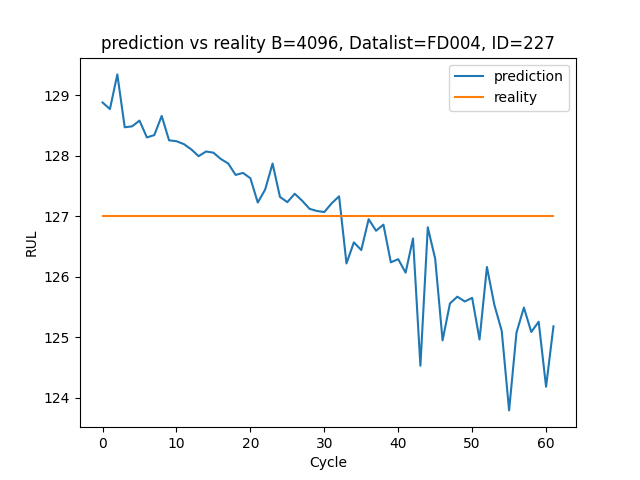 prediction vs reality B=4096, Datalist=FD004, ID=227
prediction
reality
RUL
129
128
127
126
125
124
0 10 20 30 40 50 60
Cycle